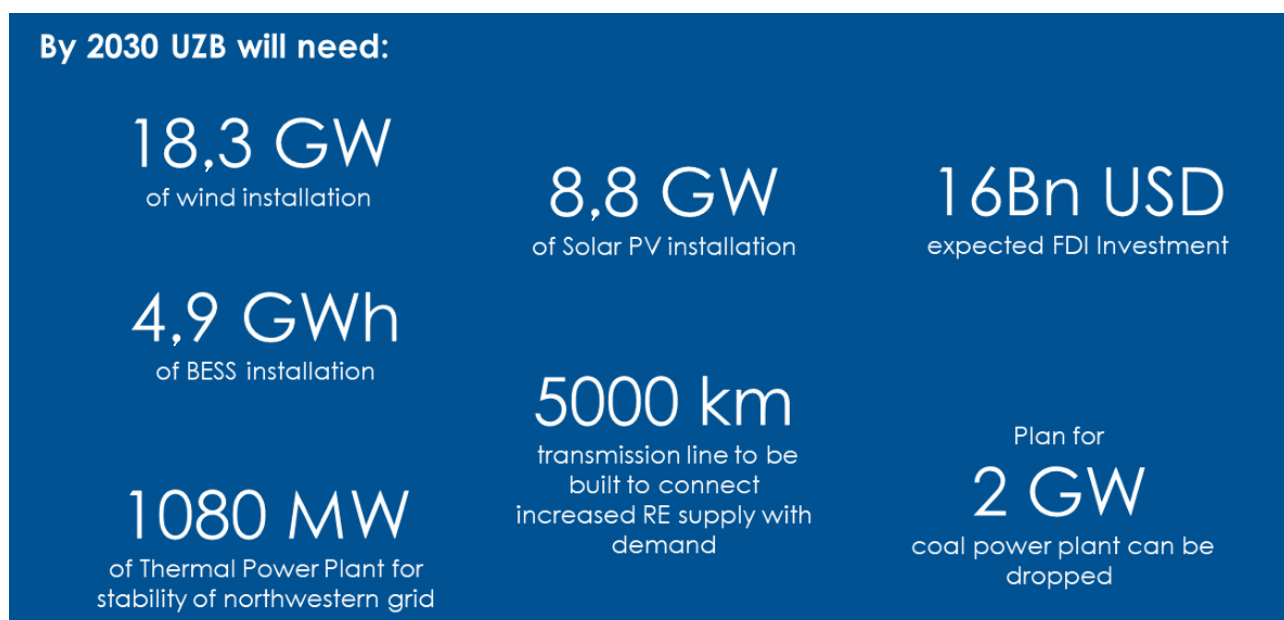 By 2030 UZB will need:
18,3 GW
of wind installation
4,9 GWh
of BESS installation
1080 MW
of Thermal Power Plant for
stability of northwestern grid
8,8 GW
of Solar PV installation
5000 km
transmission line to be
built to connect
increased RE supply with
demand
16Bn USD
expected FDI Investment
Plan for
2 GW
coal power plant can be
dropped